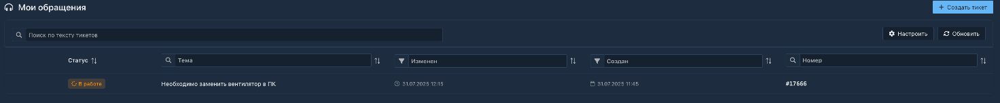 Мои обращения
+ Создать тикет
Поиск по тексту тикетов
Настроить
Обновить
Статус Тема Изменен Создан Номер
В работе Необходимо заменить вентилятор в ПК 31.07.2025 12:15 31.07.2025 11:45 #17666